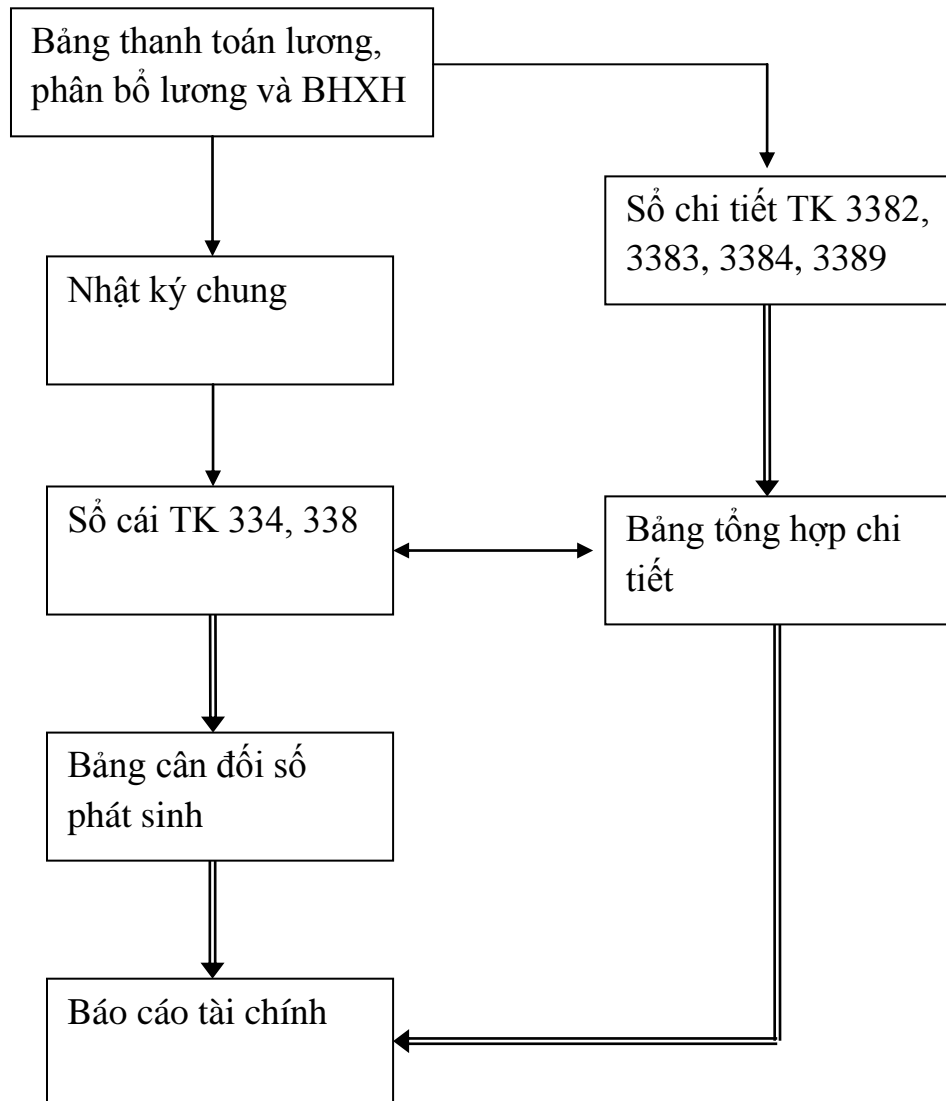 Bảng thanh toán lương,
phân bổ lương và BHXH
Sổ chi tiết TK 3382,
3383, 3384, 3389
Nhật ký chung
Sổ cái TK 334, 338
Bảng tổng hợp chi
tiết
Bảng cân đối số
phát sinh
Báo cáo tài chính